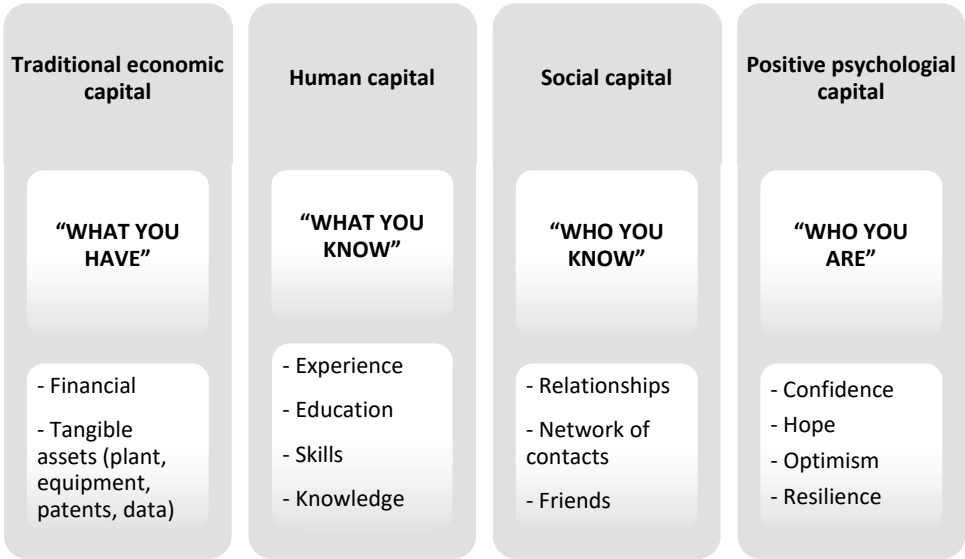 Traditional economic
capital
“WHAT YOU
HAVE”
- Financial
- Tangible
assets (plant,
equipment,
patents, data)
Human capital
“WHAT YOU
KNOW”
- Experience
- Education
- Skills
- Knowledge
Social capital
“WHO YOU
KNOW”
- Relationships
- Network of
contacts
- Friends
Positive psychologial
capital
“WHO YOU
ARE”
- Confidence
- Hope
- Optimism
- Resilience